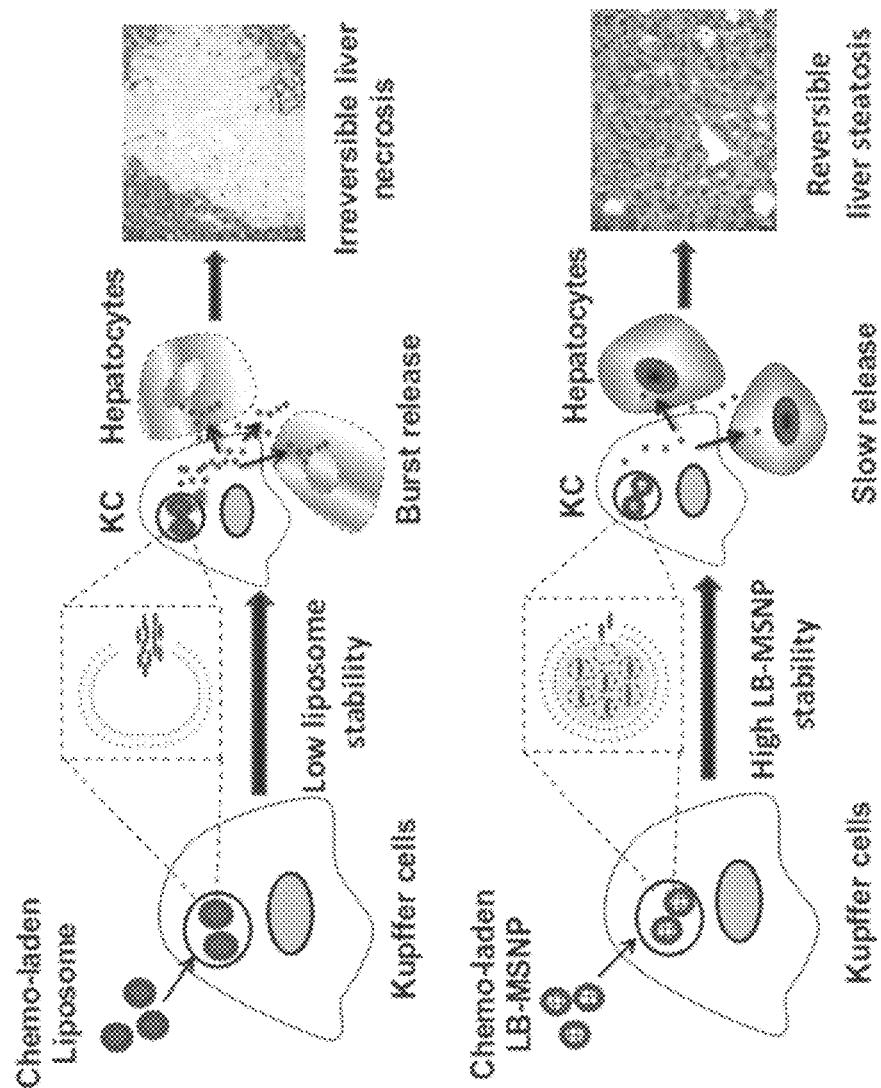 Chemo-laden
Liposome
Kupffer cells
Low liposome
stability
KC
Hepatocytes
Burst release
Irreversible liver
necrosis
Chemo-laden
LB-MSNP
Kupffer cells
High LB-MSNP
stability
KC
Hepatocytes
Slow release
Reversible
liver steatosis